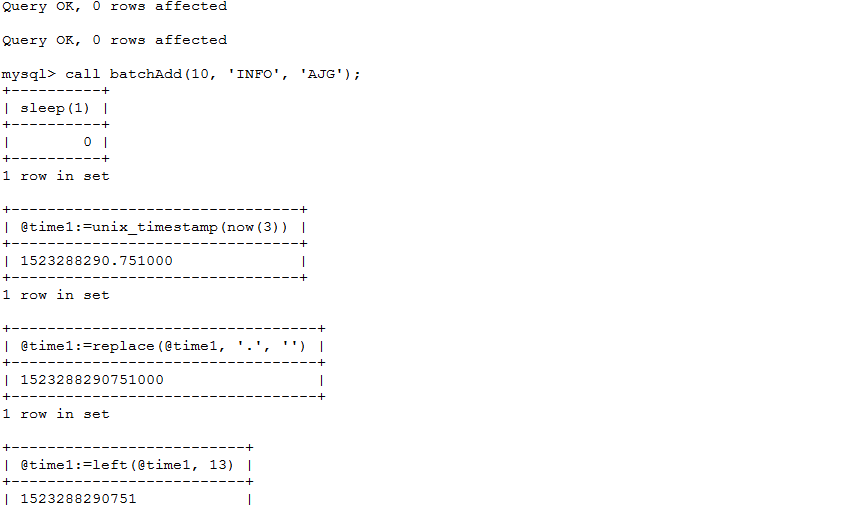 Query OK, 0 rows affected
Query OK, 0 rows affected
mysql> call batchAdd(10, 'INFO', 'AJG');
+----------+
| sleep(1) |
+----------+
|        0 |
+----------+
1 row in set
+--------------------------------+
| @time1:=unix_timestamp(now(3)) |
+--------------------------------+
| 1523288290.751000              |
+--------------------------------+
1 row in set
+----------------------------------+
| @time1:=replace(@time1, '.', '') |
+----------------------------------+
| 1523288290751000                 |
+----------------------------------+
1 row in set
+--------------------------+
| @time1:=left(@time1, 13) |
+--------------------------+
| 1523288290751            |